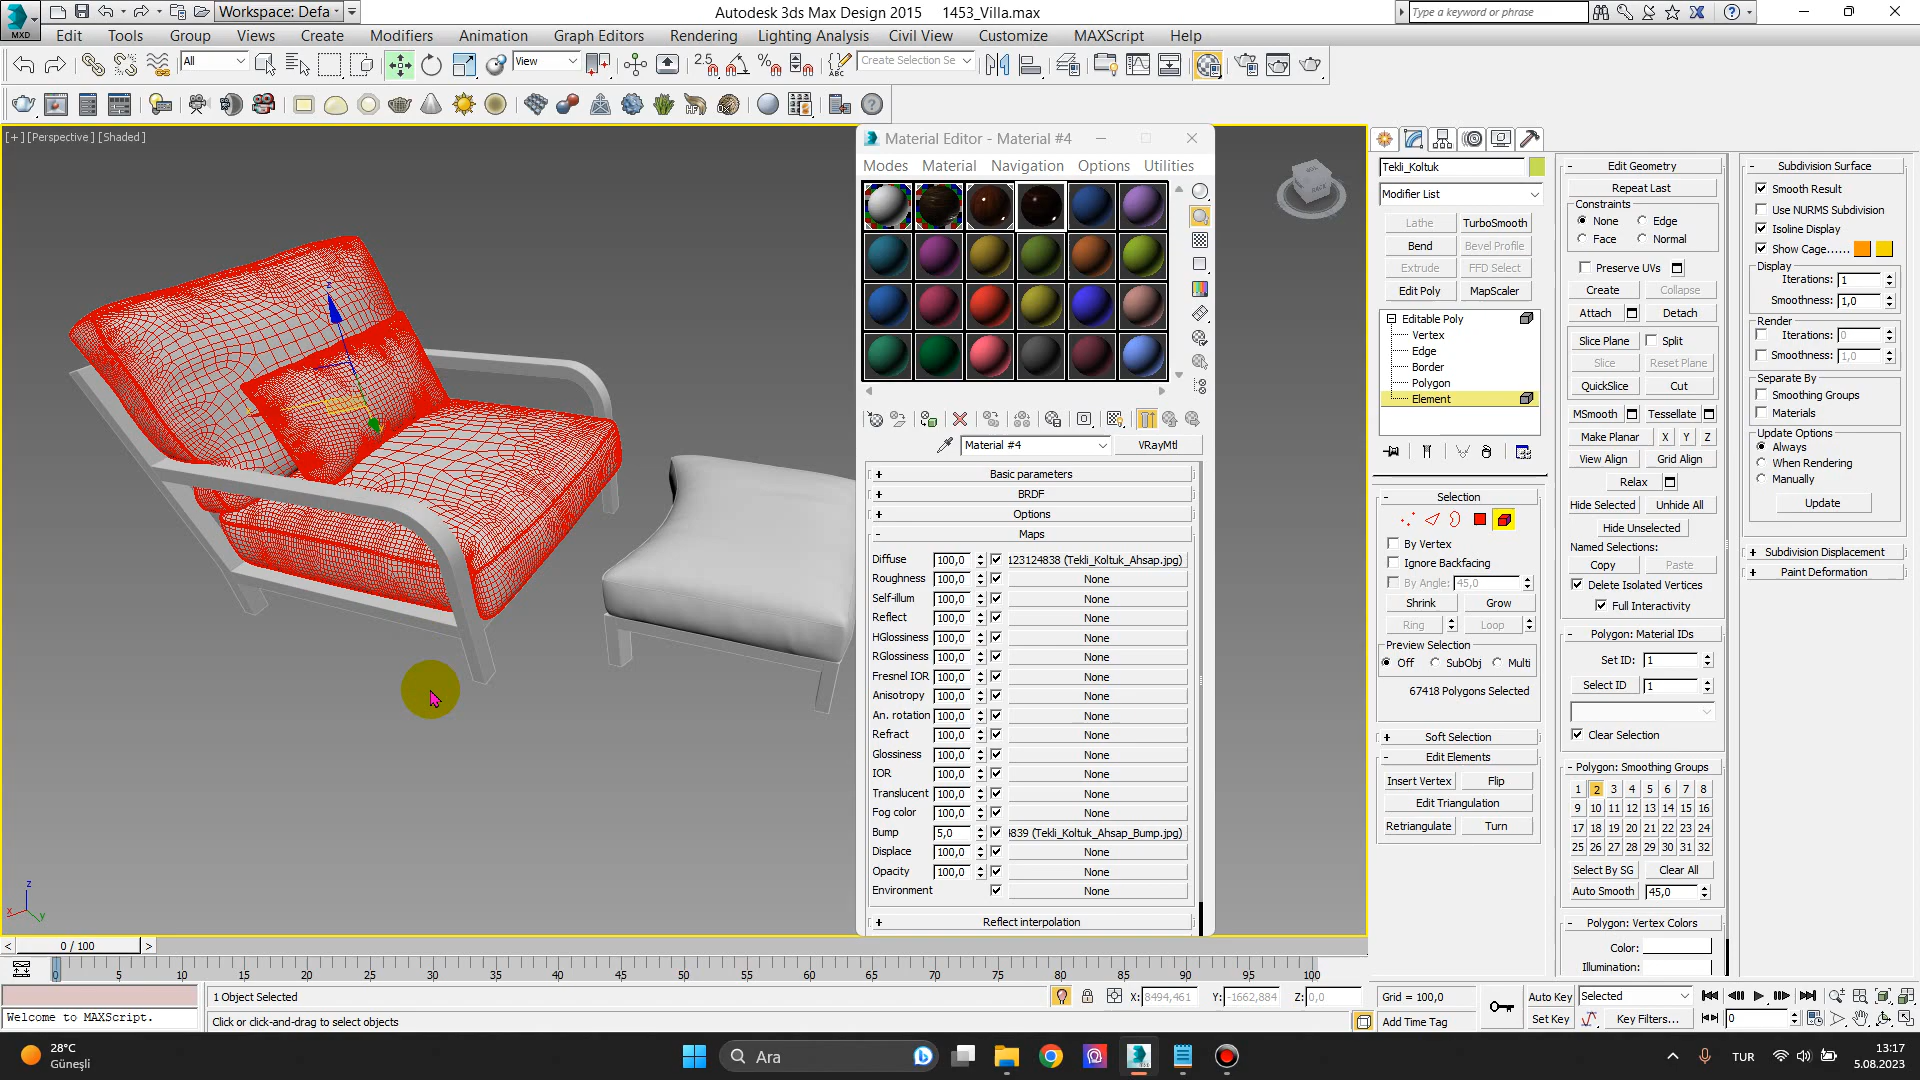 Workspace: Defa
Autodesk 3ds Max Design 2015 1453_Villa.max
Type a keyword or phrase
MXD
Edit Tools Group Views Create Modifiers Animation Graph Editors Rendering Lighting Analysis Civil View Customize MAXScript Help
All
View
2.5
Create Selection Se
[+] [Perspective] [Shaded]
Material Editor - Material #4
Modes Material Navigation Options Utilities
Material #4
VRayMtl
+ Basic parameters
+ BRDF
+ Options
- Maps
Diffuse 100,0 123124838 (Tekli_Koltuk_Ahsap.jpg)
Roughness 100,0 None
Self-illum 100,0 None
Reflect 100,0 None
HGlossiness 100,0 None
RGlossiness 100,0 None
Fresnel IOR 100,0 None
Anisotropy 100,0 None
An. rotation 100,0 None
Refract 100,0 None
Glossiness 100,0 None
IOR 100,0 None
Translucent 100,0 None
Fog color 100,0 None
Bump 5,0 (Tekli_Koltuk_Ahsap_Bump.jpg)
Displace 100,0 None
Opacity 100,0 None
Environment None
+ Reflect interpolation
Tekli_Koltuk
Modifier List
Lathe TurboSmooth
Bend Bevel Profile
Extrude FFD Select
Edit Poly MapScaler
Editable Poly
Vertex
Edge
Border
Polygon
Element
- Selection
By Vertex
Ignore Backfacing
By Angle: 45,0
Shrink Grow
Ring Loop
Preview Selection
Off SubObj Multi
67418 Polygons Selected
+ Soft Selection
- Edit Elements
Insert Vertex Flip
Edit Triangulation
Retriangulate Turn
- Edit Geometry
Repeat Last
Constraints
None Edge
Face Normal
Preserve UVs
Create Collapse
Attach Detach
Slice Plane Split
Slice Reset Plane
QuickSlice Cut
MSmooth Tessellate
Make Planar X Y Z
View Align Grid Align
Relax
Hide Selected Unhide All
Hide Unselected
Named Selections:
Copy Paste
Delete Isolated Vertices
Full Interactivity
- Polygon: Material IDs
Set ID: 1
Select ID 1
Clear Selection
- Polygon: Smoothing Groups
1 2 3 4 5 6 7 8
9 10 11 12 13 14 15 16
17 18 19 20 21 22 23 24
25 26 27 28 29 30 31 32
Select By SG Clear All
Auto Smooth 45,0
- Polygon: Vertex Colors
Color:
Illumination:
- Subdivision Surface
Smooth Result
Use NURMS Subdivision
Isoline Display
Show Cage......
Display
Iterations: 1
Smoothness: 1,0
Render
Iterations: 0
Smoothness: 1,0
Separate By
Smoothing Groups
Materials
Update Options
Always
When Rendering
Manually
Update
+ Subdivision Displacement
+ Paint Deformation
z
x
y
< 0 / 100 >
0 5 10 15 20 25 30 35 40 45 50 55 60 65 70 75 80 85 90 95 100
1 Object Selected
X: 8494,461 Y: -1662,884 Z: 0,0
Grid = 100,0
Auto Key Selected
Welcome to MAXScript.
Click or click-and-drag to select objects
Add Time Tag
Set Key Key Filters... 0
28°C
Güneşli
Ara
TUR
13:17
5.08.2023